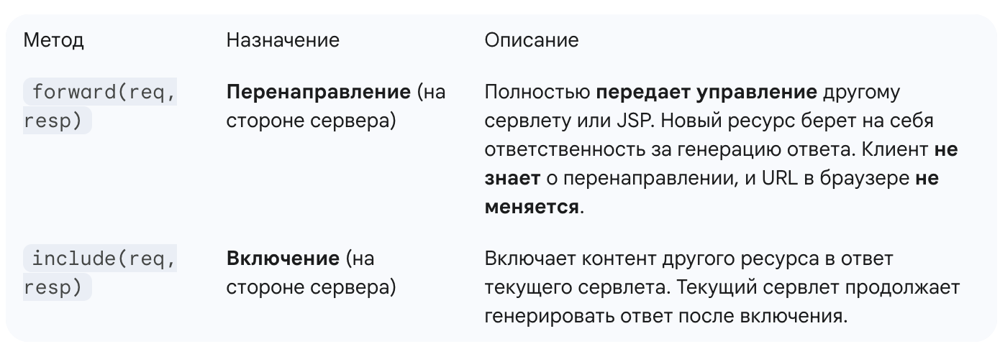 Метод Назначение Описание
forward(req, resp) Перенаправление (на стороне сервера) Полностью передает управление другому
сервлету или JSP. Новый ресурс берет на себя
ответственность за генерацию ответа. Клиент не
знает о перенаправлении, и URL в браузере не
меняется.
include(req, resp) Включение (на стороне сервера) Включает контент другого ресурса в ответ
текущего сервлета. Текущий сервлет продолжает
генерировать ответ после включения.